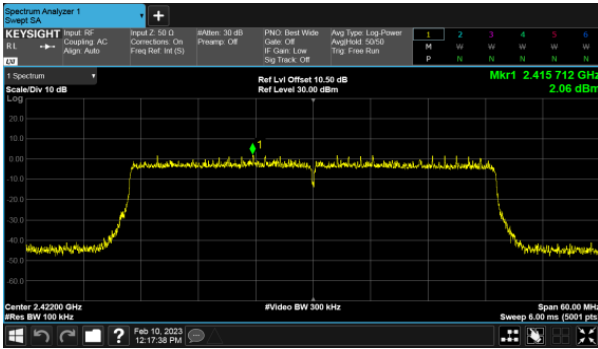 Spectrum Analyzer 1
Swept SA
+
KEYSIGHT
RL
Input: RF
Coupling: AC
Align: Auto
Input Z: 50 Ω
Corrections: On
Freq Ref: Int (S)
#Atten: 30 dB
Preamp: Off
PNO: Best Wide
Gate: Off
IF Gain: Low
Sig Track: Off
Avg Type: Log-Power
Avg|Hold: 50/50
Trig: Free Run
1 2 3 4 5 6
M W W W W W
P N N N N N
LXI
1 Spectrum
Scale/Div 10 dB
Ref Lvl Offset 10.50 dB
Ref Level 30.00 dBm
Mkr1 2.415 712 GHz
2.06 dBm
Log
20.0
10.0
0.00
-10.0
-20.0
-30.0
-40.0
-50.0
-60.0
1
Center 2.42200 GHz
#Res BW 100 kHz
#Video BW 300 kHz
Span 60.00 MHz
Sweep 6.00 ms (5001 pts
?
Feb 10, 2023
12:17:38 PM